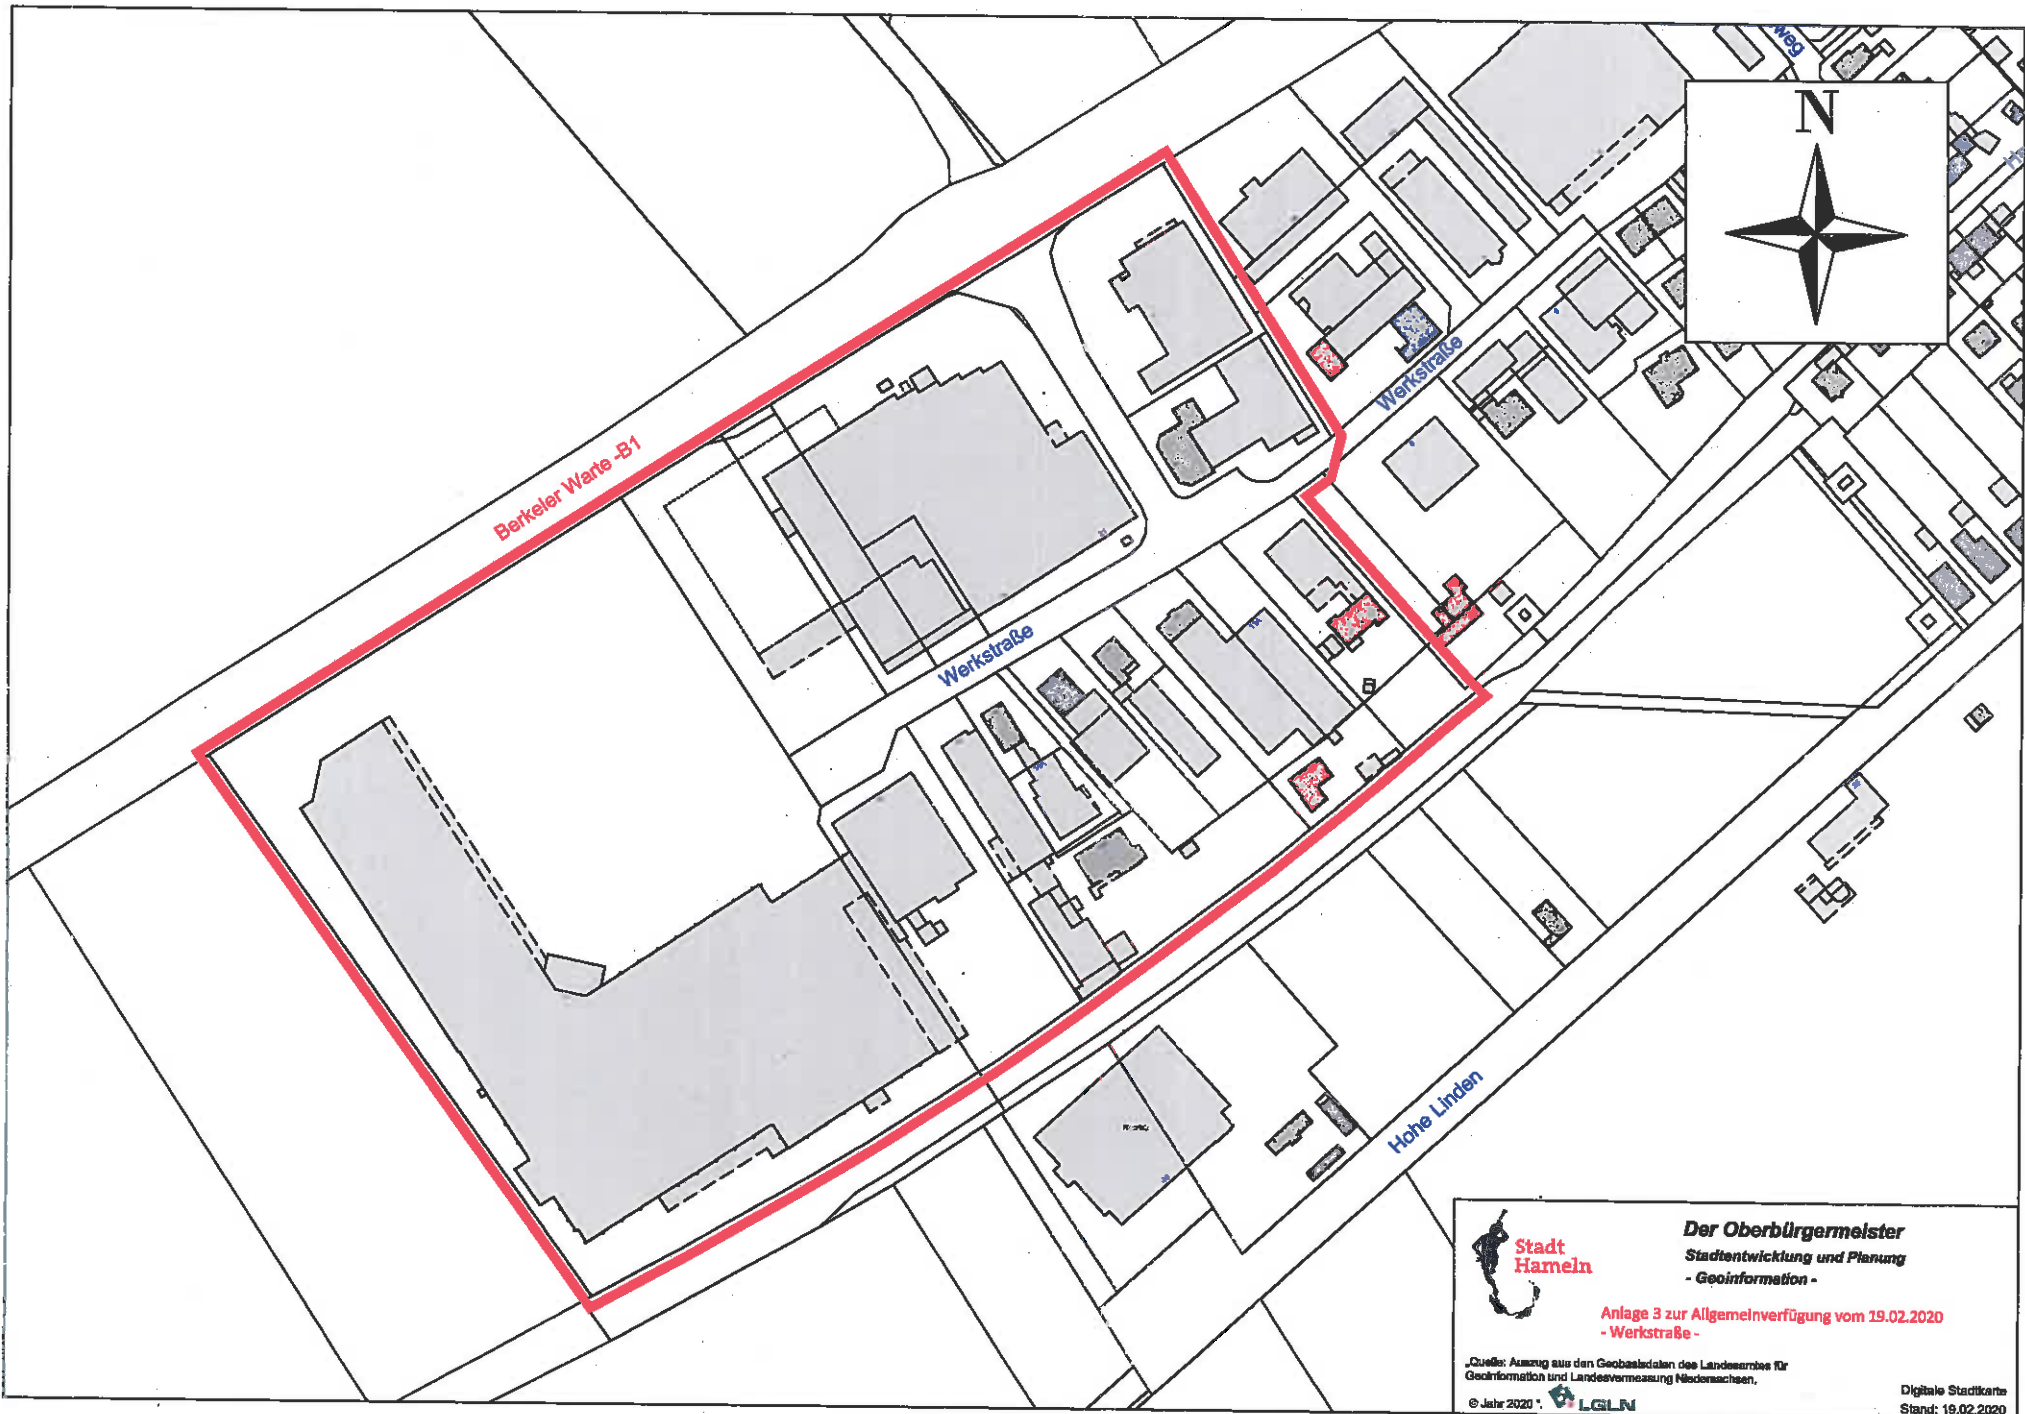 weg
N
Werkstraße
Berkeler Warte -B1
Werkstraße
Hohe Linden
Stadt
Hameln
Der Oberbürgermeister
Stadtentwicklung und Planung
- Geoinformation -
Anlage 3 zur Allgemeinverfügung vom 19.02.2020
- Werkstraße -
„Quelle: Auszug aus den Geobasisdaten des Landesamtes für
Geoinformation und Landesvermessung Niedersachsen,
© Jahr 2020 “, LGLN
Digitale Stadtkarte
Stand: 19.02.2020